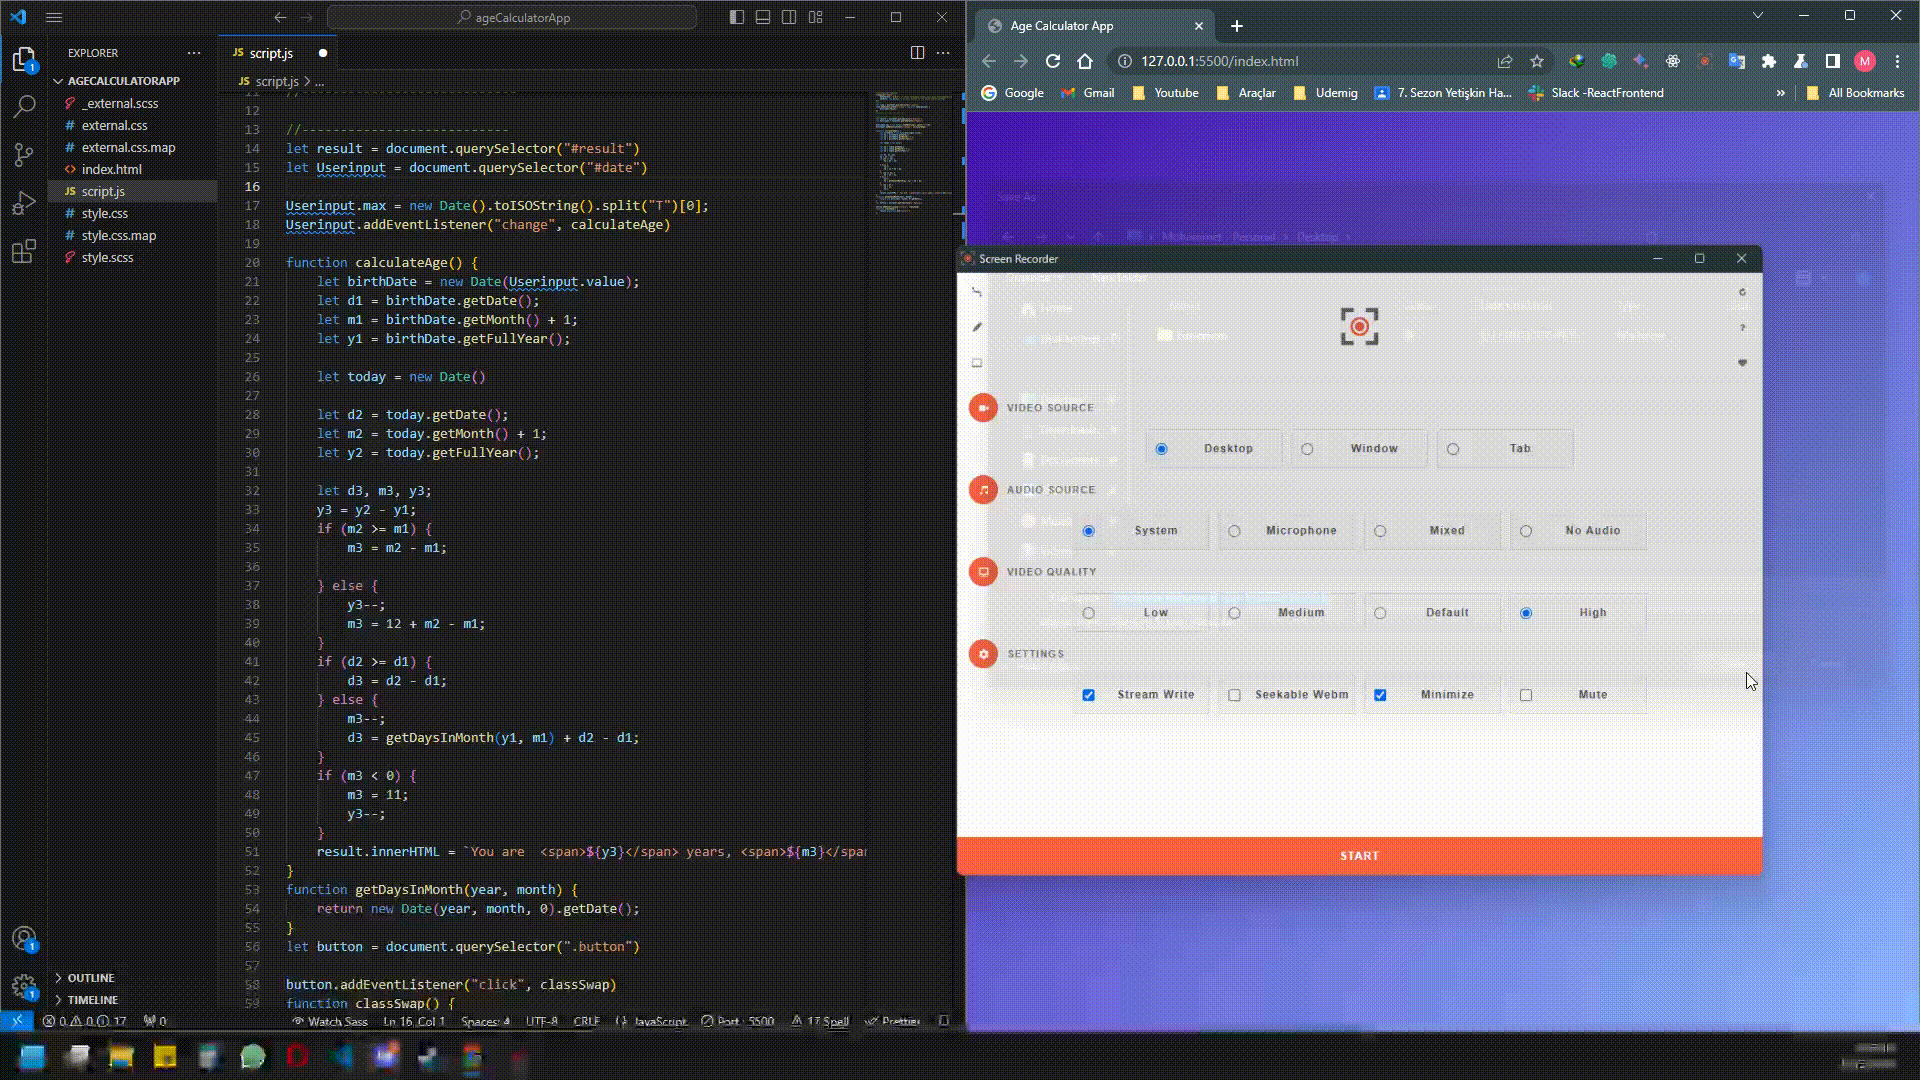 ageCalculatorApp
EXPLORER
AGECALCULATORAPP
_external.scss
external.css
external.css.map
index.html
script.js
style.css
style.css.map
style.scss
OUTLINE
TIMELINE
JS script.js
JS script.js > ...
12
13 //---------------------------
14 let result = document.querySelector("#result")
15 let Userinput = document.querySelector("#date")
16
17 Userinput.max = new Date().toISOString().split("T")[0];
18 Userinput.addEventListener("change", calculateAge)
19
20 function calculateAge() {
21 let birthDate = new Date(Userinput.value);
22 let d1 = birthDate.getDate();
23 let m1 = birthDate.getMonth() + 1;
24 let y1 = birthDate.getFullYear();
25
26 let today = new Date()
27
28 let d2 = today.getDate();
29 let m2 = today.getMonth() + 1;
30 let y2 = today.getFullYear();
31
32 let d3, m3, y3;
33 y3 = y2 - y1;
34 if (m2 >= m1) {
35 m3 = m2 - m1;
36
37 } else {
38 y3--;
39 m3 = 12 + m2 - m1;
40 }
41 if (d2 >= d1) {
42 d3 = d2 - d1;
43 } else {
44 m3--;
45 d3 = getDaysInMonth(y1, m1) + d2 - d1;
46 }
47 if (m3 < 0) {
48 m3 = 11;
49 y3--;
50 }
51 result.innerHTML = `You are <span>${y3}</span> years, <span>${m3}</spa
52 }
53 function getDaysInMonth(year, month) {
54 return new Date(year, month, 0).getDate();
55 }
56 let button = document.querySelector(".button")
57
58 button.addEventListener("click", classSwap)
59 function classSwap() {
0 0 17 0 Watch Sass Ln 16, Col 1 Spaces: 4 UTF-8 CRLF JavaScript Port : 5500 17 Spell Prettier
Age Calculator App
127.0.0.1:5500/index.html
M
Google Gmail Youtube Araçlar Udemig 7. Sezon Yetişkin Ha... Slack -ReactFrontend » All Bookmarks
Save As
Desktop
Screen Recorder
VIDEO SOURCE
Desktop Window Tab
AUDIO SOURCE
System Microphone Mixed No Audio
VIDEO QUALITY
Low Medium Default High
SETTINGS
Stream Write Seekable Webm Minimize Mute
START